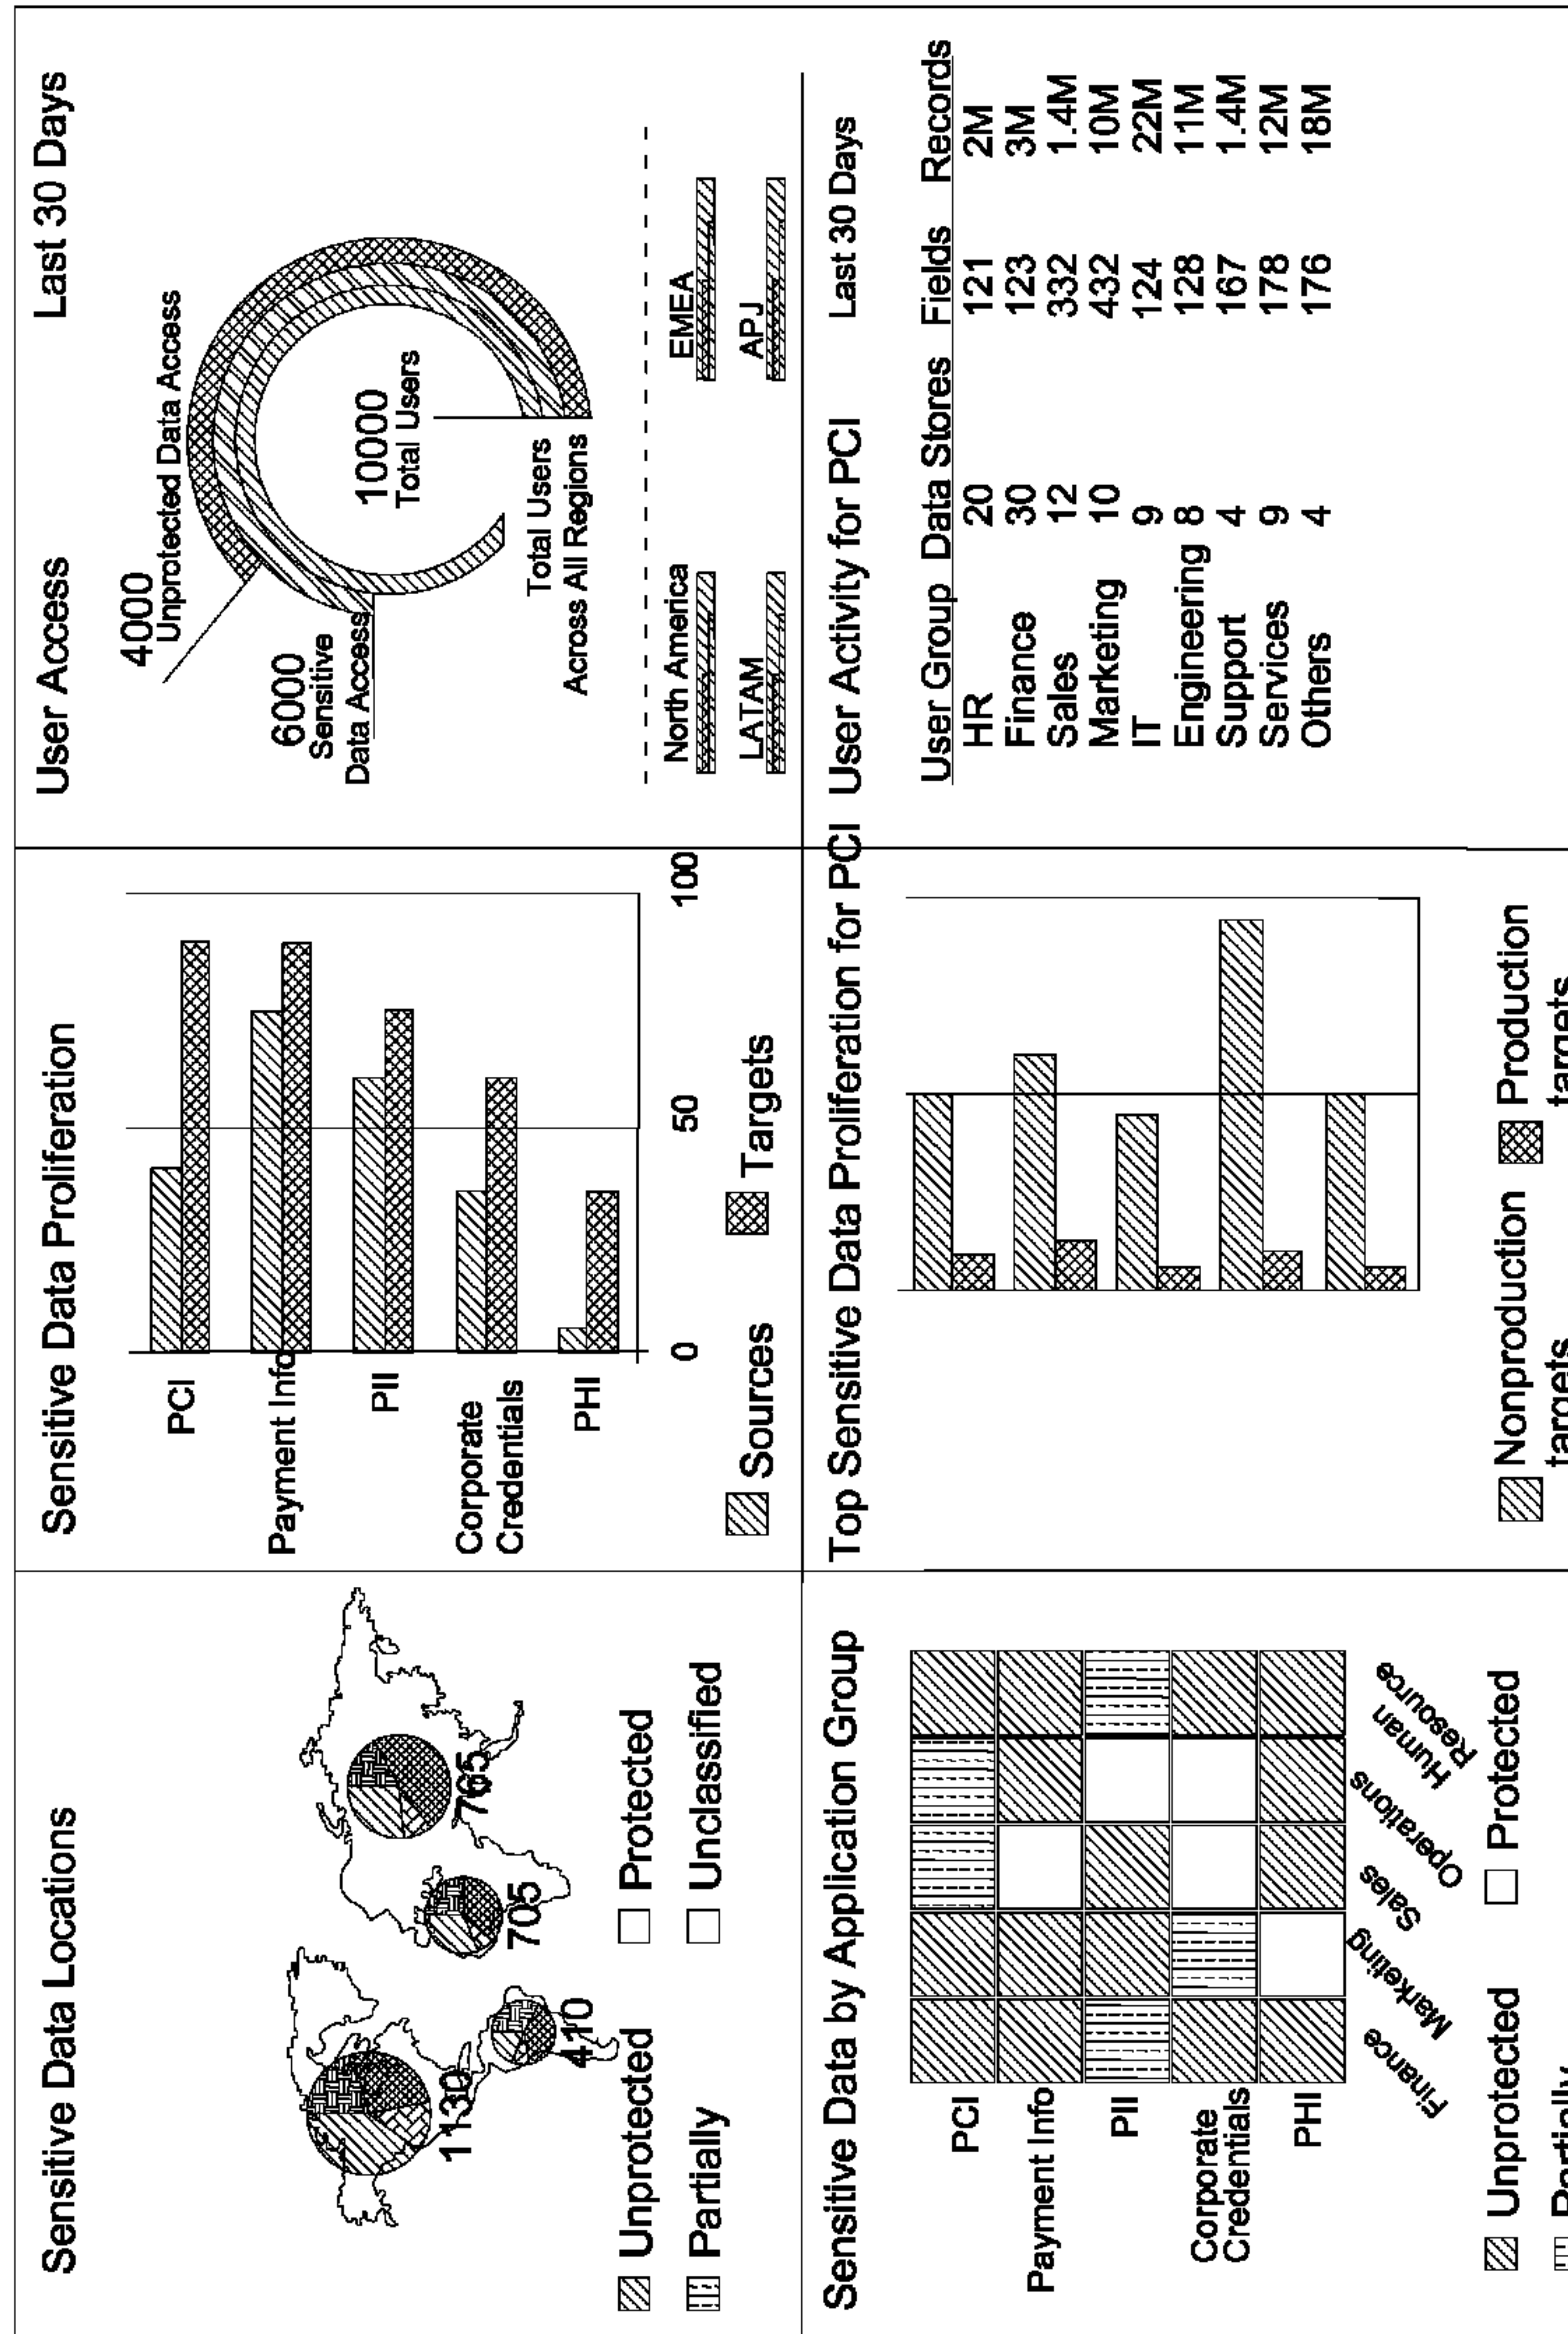 Sensitive Data Locations
1130
705
765
410
Unprotected
Protected
Partially
Unclassified
Sensitive Data Proliferation
PCI
Payment Info
PII
Corporate
Credentials
PHI
0
50
100
Sources
Targets
User Access
Last 30 Days
4000
Unprotected Data Access
6000
Sensitive
Data Access
10000
Total Users
Total Users
Across All Regions
North America
EMEA
LATAM
APJ
Sensitive Data by Application Group
PCI
Payment Info
PII
Corporate
Credentials
PHI
Finance
Marketing
Sales
Operations
Human
Resource
Unprotected
Protected
Partially
Top Sensitive Data Proliferation for PCI
Nonproduction
targets
Production
targets
User Activity for PCI
Last 30 Days
User Group Data Stores Fields Records
HR 20 121 2M
Finance 30 123 3M
Sales 12 332 1.4M
Marketing 10 432 10M
IT 9 124 22M
Engineering 8 128 11M
Support 4 167 1.4M
Services 9 178 12M
Others 4 176 18M